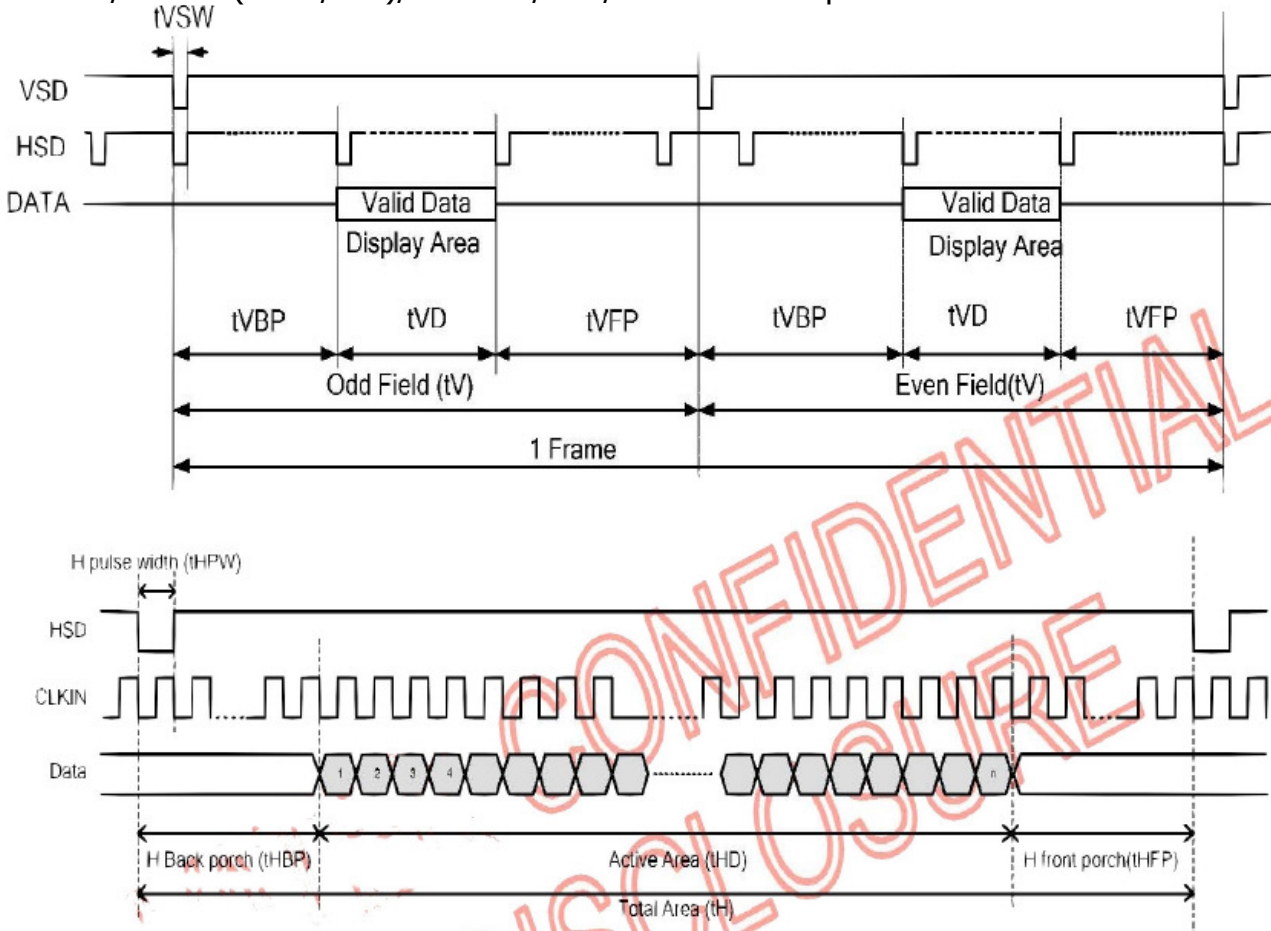 tVSW
VSD
HSD
DATA
Valid Data
Valid Data
Display Area
Display Area
tVBP
tVD
tVFP
tVBP
tVD
tVFP
Odd Field (tV)
Even Field(tV)
1 Frame
H pulse width (tHPW)
HSD
CLKIN
Data
1 2 3 4 n
H Back porch (tHBP)
Active Area (tHD)
H front porch(tHFP)
Total Area (tH)
CONFIDENTIAL
DISCLOSURE